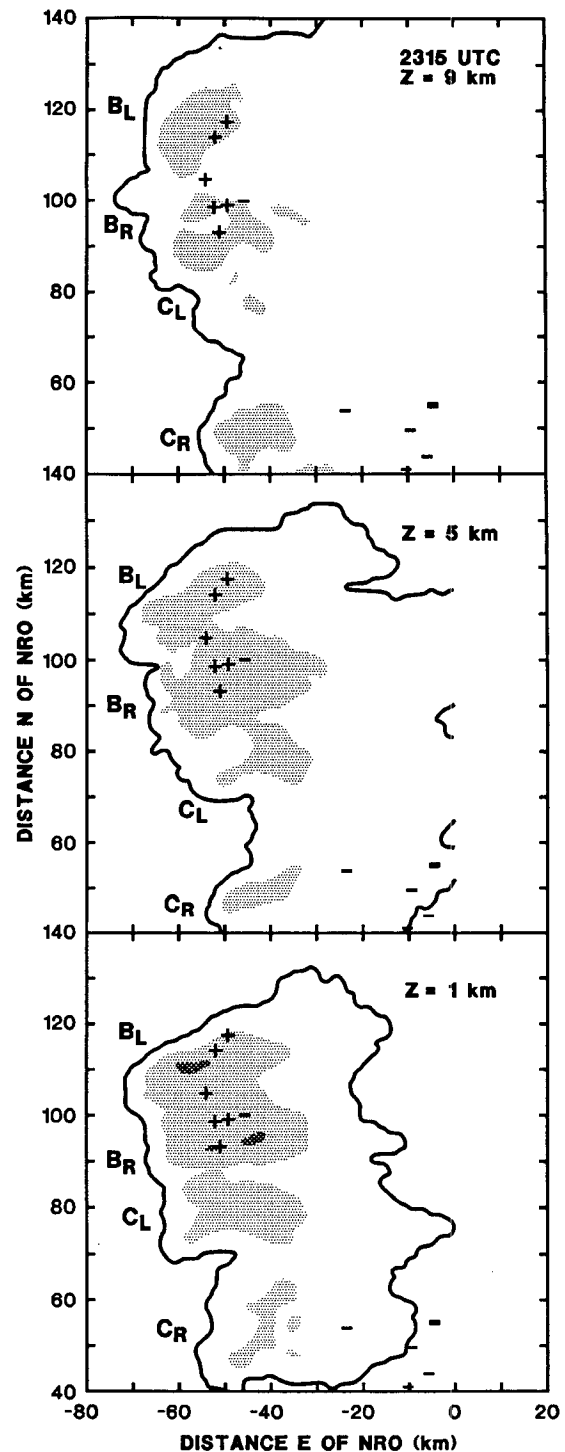 140
2315 UTC
Z = 9 km
120
BL
100
BR
80
CL
60
CR
140
Z = 5 km
120
BL
100
BR
80
CL
60
CR
140
DISTANCE N OF NRO (km)
Z = 1 km
120
BL
100
BR
80
CL
60
CR
40
-80 -60 -40 -20 0 20
DISTANCE E OF NRO (km)